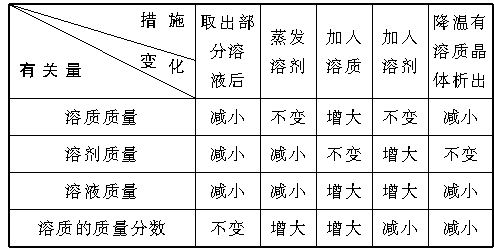 措施
变化
有关量
取出部分溶液后
蒸发溶剂
加入溶质
加入溶剂
降温有溶质晶体析出
溶质质量 减小 不变 增大 不变 减小
溶剂质量 减小 减小 不变 增大 不变
溶液质量 减小 减小 增大 增大 减小
溶质的质量分数 不变 增大 增大 减小 减小